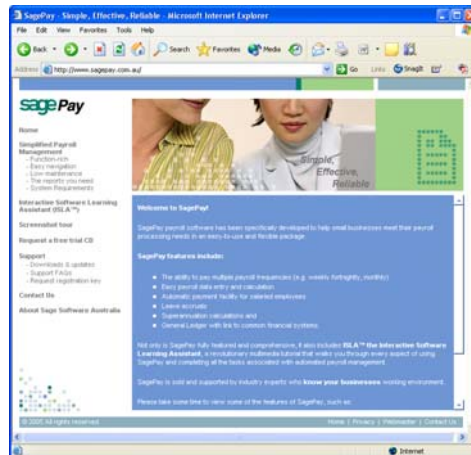 SagePay - Simple, Effective, Reliable - Microsoft Internet Explorer
File Edit View Favorites Tools Help
Back Search Favorites Media
Address http://www.sagepay.com.au/ Go Links SnagIt
sage Pay
Simple,
Effective,
Reliable
Home
Simplified Payroll
Management
- Function-rich
- Easy navigation
- Low maintenance
- The reports you need
- System Requirements
Interactive Software Learning
Assistant (ISLA™)
Screenshot tour
Request a free trial CD
Support
- Downloads & updates
- Support FAQs
- Request registration key
Contact Us
About Sage Software Australia
Welcome to SagePay!
SagePay payroll software has been specifically developed to help small businesses meet their payroll
processing needs in an easy-to-use and flexible package.
SagePay features include:
The ability to pay multiple payroll frequencies (e.g. weekly fortnightly, monthly)
Easy payroll data entry and calculation
Automatic payment facility for salaried employees
Leave accruals
Superannuation calculations and
General Ledger with link to common financial systems.
Not only is SagePay fully featured and comprehensive, it also includes ISLA™ the Interactive Software
Learning Assistant, a revolutionary multimedia tutorial that walks you through every aspect of using
SagePay and completing all the tasks associated with automated payroll management.
SagePay is sold and supported by industry experts who know your businesses working environment.
Please take some time to view some of the features of SagePay, such as:
© 2005 All rights reserved. Home | Privacy | Webmaster | Contact Us
Internet